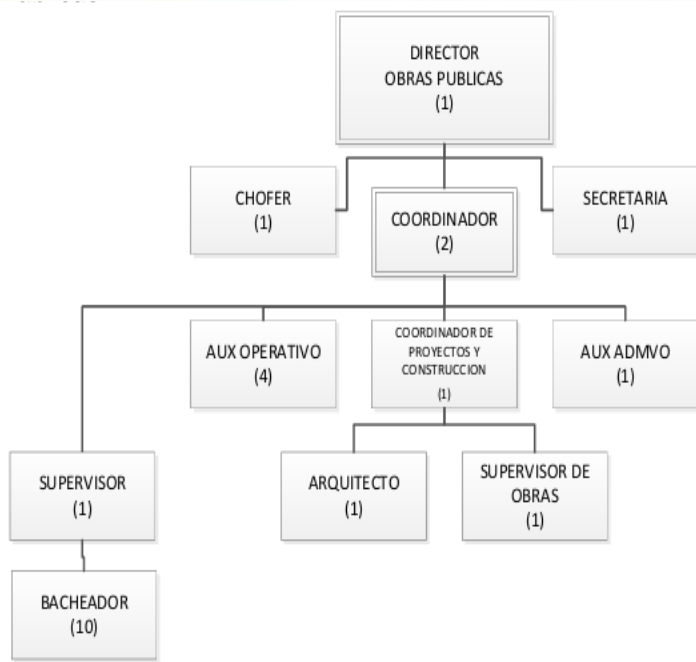 DIRECTOR
OBRAS PUBLICAS
(1)
CHOFER
(1)
COORDINADOR
(2)
SECRETARIA
(1)
AUX OPERATIVO
(4)
COORDINADOR DE
PROYECTOS Y
CONSTRUCCION
(1)
AUX ADMVO
(1)
SUPERVISOR
(1)
ARQUITECTO
(1)
SUPERVISOR DE
OBRAS
(1)
BACHEADOR
(10)